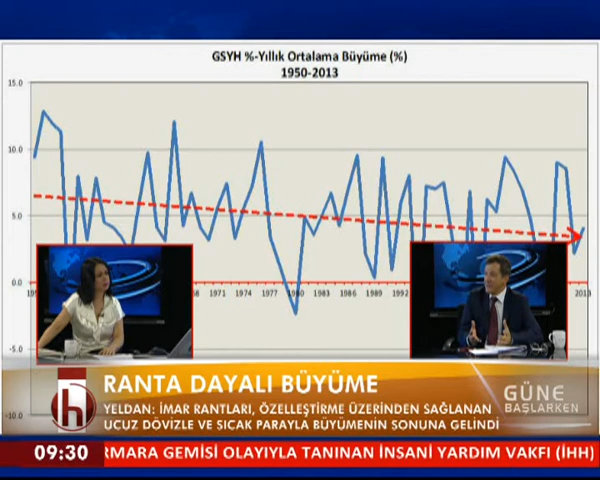 GSYH %-Yıllık Ortalama Büyüme (%)
1950-2013
15.0
10.0
5.0
0.0
1968 1971 1974 1977 1980 1983 1986 1989 1992 2013
-5.0
-10.0
RANTA DAYALI BÜYÜME
YELDAN: İMAR RANTLARI, ÖZELLEŞTİRME ÜZERİNDEN SAĞLANAN
UCUZ DÖVİZLE VE SICAK PARAYLA BÜYÜMENİN SONUNA GELİNDİ
h
GÜNE
BAŞLARKEN
09:30 RMARA GEMİSİ OLAYIYLA TANINAN İNSANİ YARDIM VAKFI (İHH)